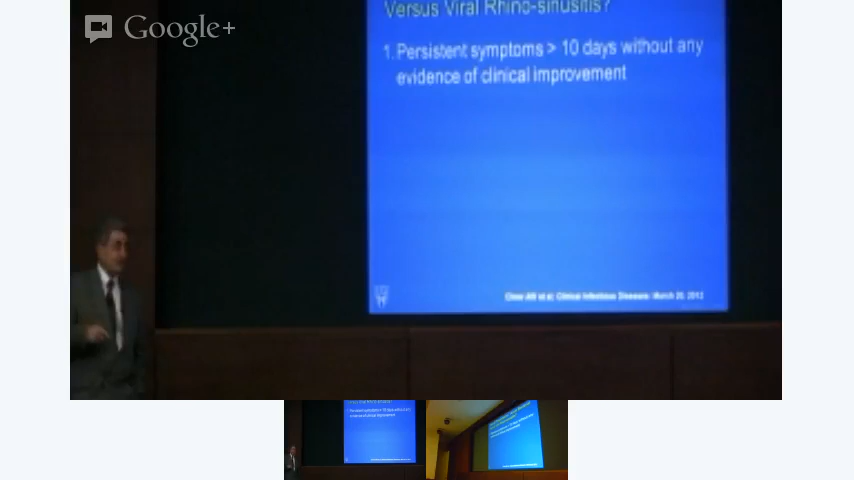 Google+
Versus Viral Rhino-sinusitis?
1. Persistent symptoms > 10 days without any
evidence of clinical improvement
Clinical Infectious Diseases: March 20, 2012